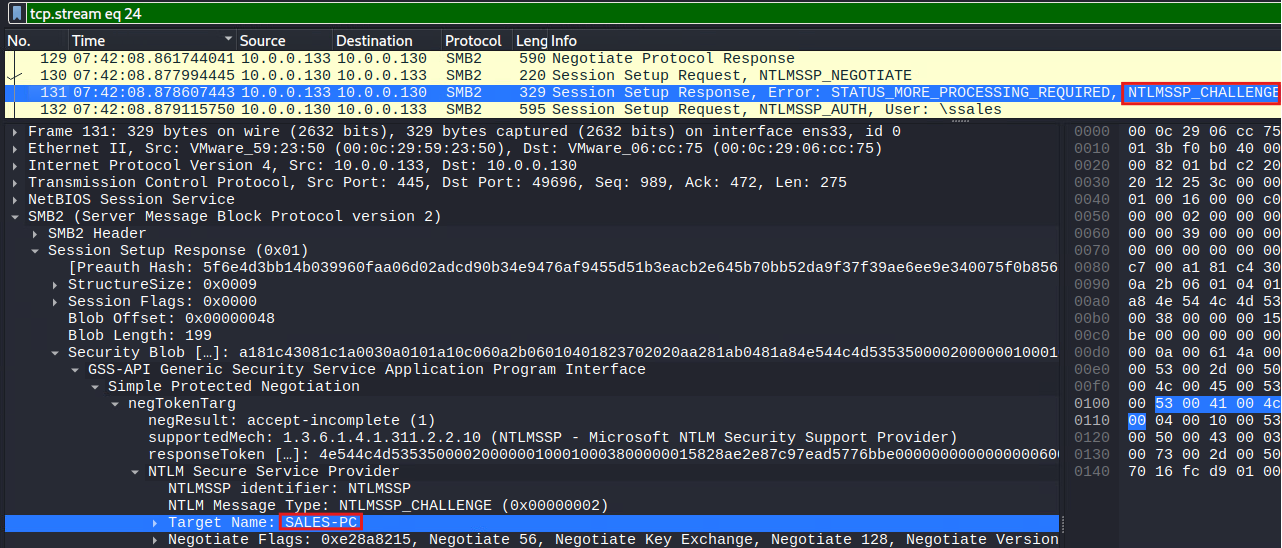 tcp.stream eq 24
No. Time Source Destination Protocol Leng Info
129 07:42:08.861744041 10.0.0.133 10.0.0.130 SMB2 590 Negotiate Protocol Response
130 07:42:08.877994445 10.0.0.130 10.0.0.133 SMB2 220 Session Setup Request, NTLMSSP_NEGOTIATE
131 07:42:08.878607443 10.0.0.133 10.0.0.130 SMB2 329 Session Setup Response, Error: STATUS_MORE_PROCESSING_REQUIRED, NTLMSSP_CHALLENGE
132 07:42:08.879115750 10.0.0.130 10.0.0.133 SMB2 595 Session Setup Request, NTLMSSP_AUTH, User: \ssales
Frame 131: 329 bytes on wire (2632 bits), 329 bytes captured (2632 bits) on interface ens33, id 0
Ethernet II, Src: VMware_59:23:50 (00:0c:29:59:23:50), Dst: VMware_06:cc:75 (00:0c:29:06:cc:75)
Internet Protocol Version 4, Src: 10.0.0.133, Dst: 10.0.0.130
Transmission Control Protocol, Src Port: 445, Dst Port: 49696, Seq: 989, Ack: 472, Len: 275
NetBIOS Session Service
SMB2 (Server Message Block Protocol version 2)
SMB2 Header
Session Setup Response (0x01)
[Preauth Hash: 5f6e4d3bb14b039960faa06d02adcd90b34e9476af9455d51b3eacb2e645b70bb52da9f37f39ae6ee9e340075f0b856
StructureSize: 0x0009
Session Flags: 0x0000
Blob Offset: 0x00000048
Blob Length: 199
Security Blob […]: a181c43081c1a0030a0101a10c060a2b06010401823702020aa281ab0481a84e544c4d535350000200000010001
GSS-API Generic Security Service Application Program Interface
Simple Protected Negotiation
negTokenTarg
negResult: accept-incomplete (1)
supportedMech: 1.3.6.1.4.1.311.2.2.10 (NTLMSSP - Microsoft NTLM Security Support Provider)
responseToken […]: 4e544c4d5353500002000000100010003800000015828ae2e87c97ead5776bbe000000000000000000600
NTLM Secure Service Provider
NTLMSSP identifier: NTLMSSP
NTLM Message Type: NTLMSSP_CHALLENGE (0x00000002)
Target Name: SALES-PC
Negotiate Flags: 0xe28a8215, Negotiate 56, Negotiate Key Exchange, Negotiate 128, Negotiate Version
0000 00 0c 29 06 cc 75
0010 01 3b f0 b0 40 00
0020 00 82 01 bd c2 20
0030 20 12 25 3c 00 00
0040 01 00 16 00 00 c0
0050 00 00 02 00 00 00
0060 00 00 39 00 00 00
0070 00 00 00 00 00 00
0080 c7 00 a1 81 c4 30
0090 0a 2b 06 01 04 01
00a0 a8 4e 54 4c 4d 53
00b0 00 38 00 00 00 15
00c0 be 00 00 00 00 00
00d0 00 0a 00 61 4a 00
00e0 00 53 00 2d 00 50
00f0 4c 00 45 00 53
0100 00 53 00 41 00 4c
0110 00 04 00 10 00 53
0120 00 50 00 43 00 03
0130 00 73 00 2d 00 50
0140 70 16 fc d9 01 00